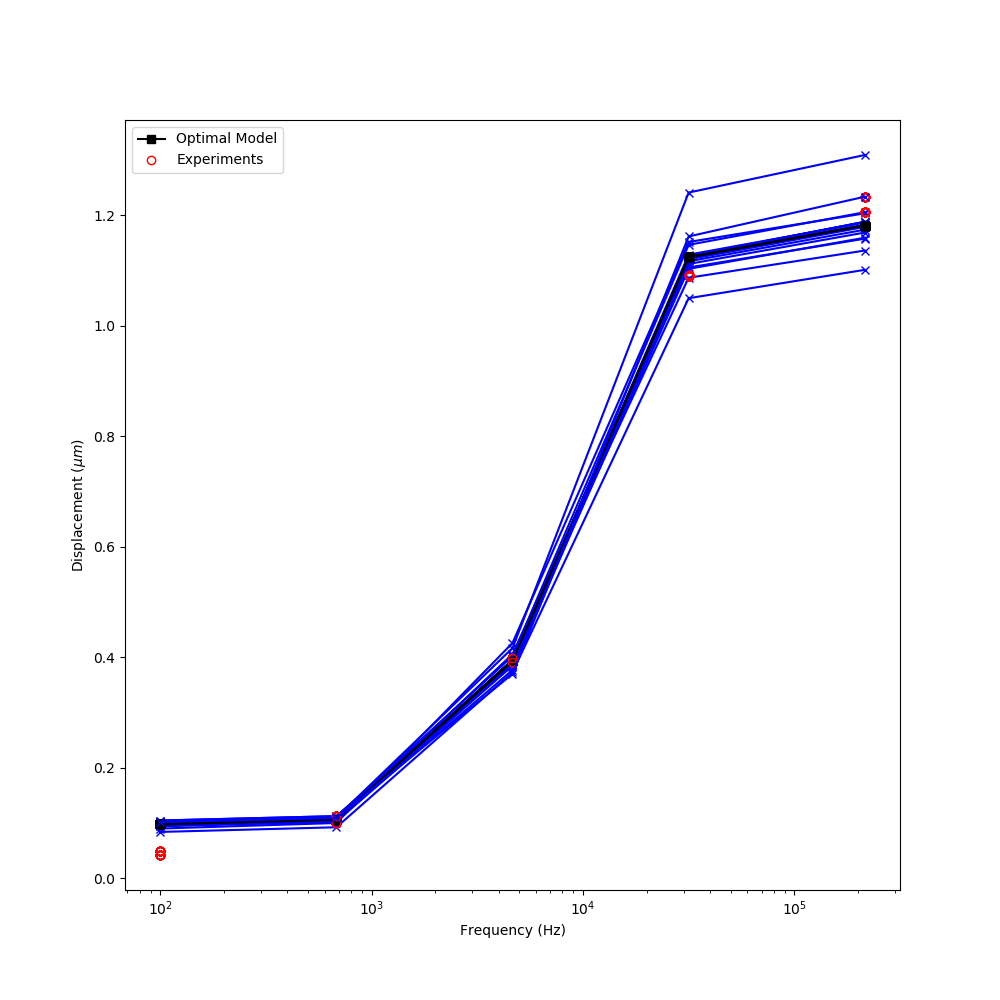 Optimal Model
Experiments
1.2
1.0
0.8
0.6
0.4
0.2
0.0
Displacement (μm)
10²
10³
10⁴
10⁵
Frequency (Hz)